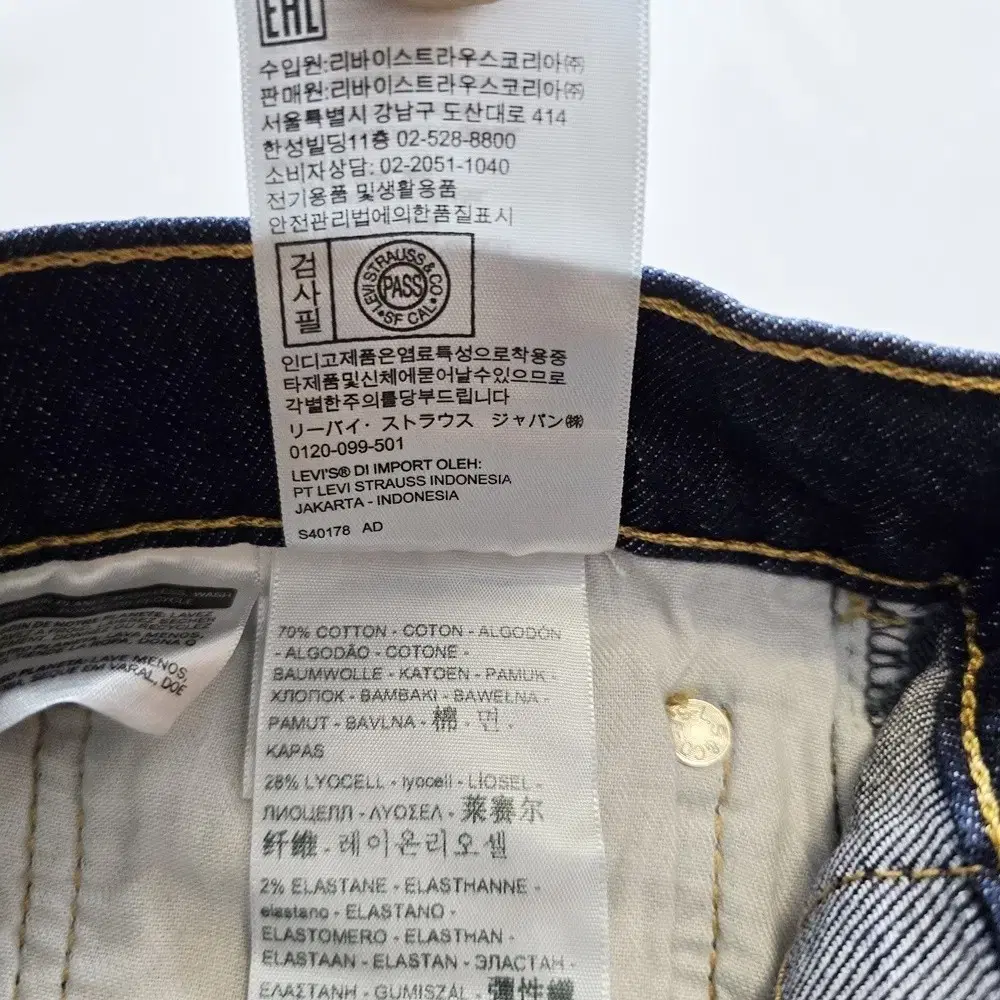 EAC
수입원:리바이스트라우스코리아㈜
판매원:리바이스트라우스코리아㈜
서울특별시 강남구 도산대로 414
한성빌딩11층 02-528-8800
소비자상담: 02-2051-1040
전기용품 및생활용품
안전관리법에의한품질표시
검사필
LEVI STRAUSS & CO
PASS
SF CAL
인디고제품은염료특성으로착용중
타제품및신체에묻어날수있으므로
각별한주의를당부드립니다
リーバイ・ストラウス ジャパン㈱
0120-099-501
LEVI'S® DI IMPORT OLEH:
PT LEVI STRAUSS INDONESIA
JAKARTA - INDONESIA
S40178 AD
WASH
70% COTTON - COTON - ALGODÓN
- ALGODÃO - COTONE -
BAUMWOLLE - KATOEN - PAMUK -
ХЛОПОК - BAMBAKI - BAWEŁNA -
PAMUT - BAVLNA - 棉 - 면 -
KAPAS
28% LYOCELL - lyocell - LİOSEL -
ЛИОЦЕЛЛ - ΛΥΟΣΕΛ - 莱赛尔
纤维 - 레이온리오셀
2% ELASTANE - ELASTHANNE -
elastano - ELASTANO -
ELASTOMERO - ELASTHAN -
ELASTAAN - ELASTAN - ЭЛАСТАН -
ΕΛΑΣΤΑΝΗ - GUMISZÁL - 彈性纖